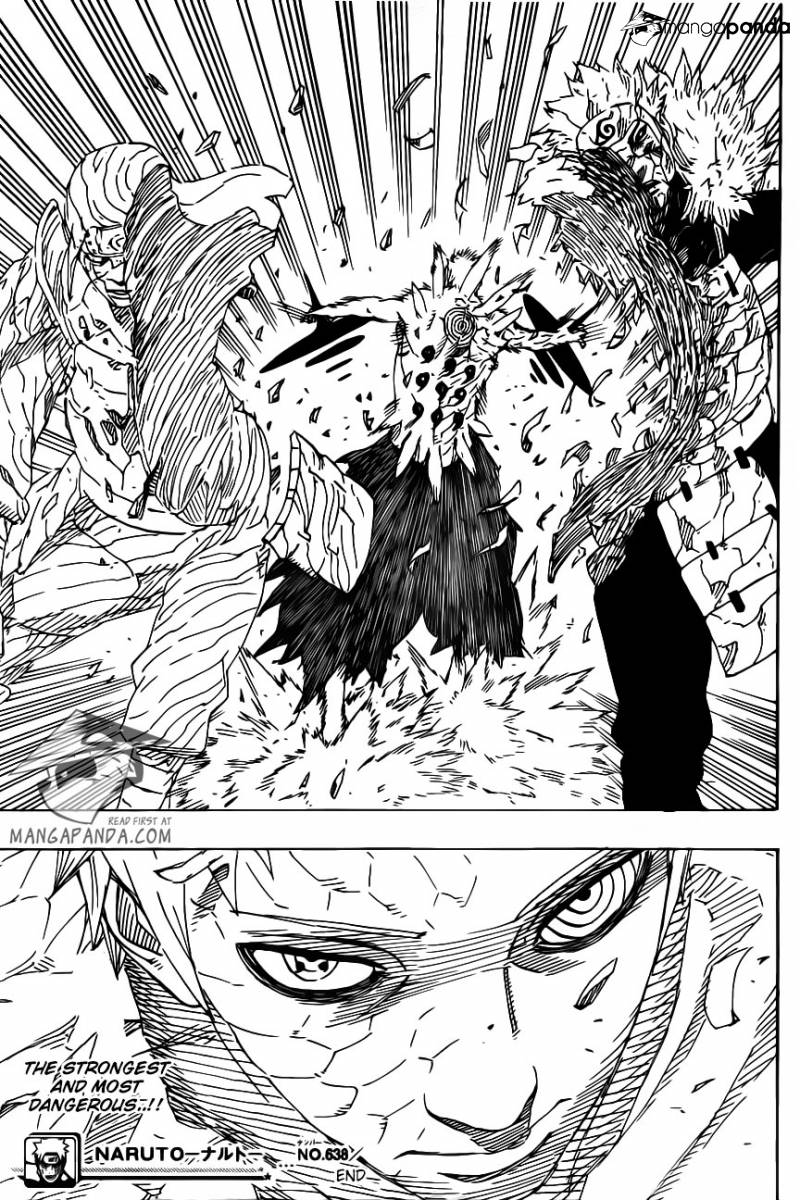 mangapanda
READ FIRST AT
MANGAPANDA.COM
THE STRONGEST
AND MOST
DANGEROUS..!!
NARUTO—ナルト— ナンバー NO.638
END